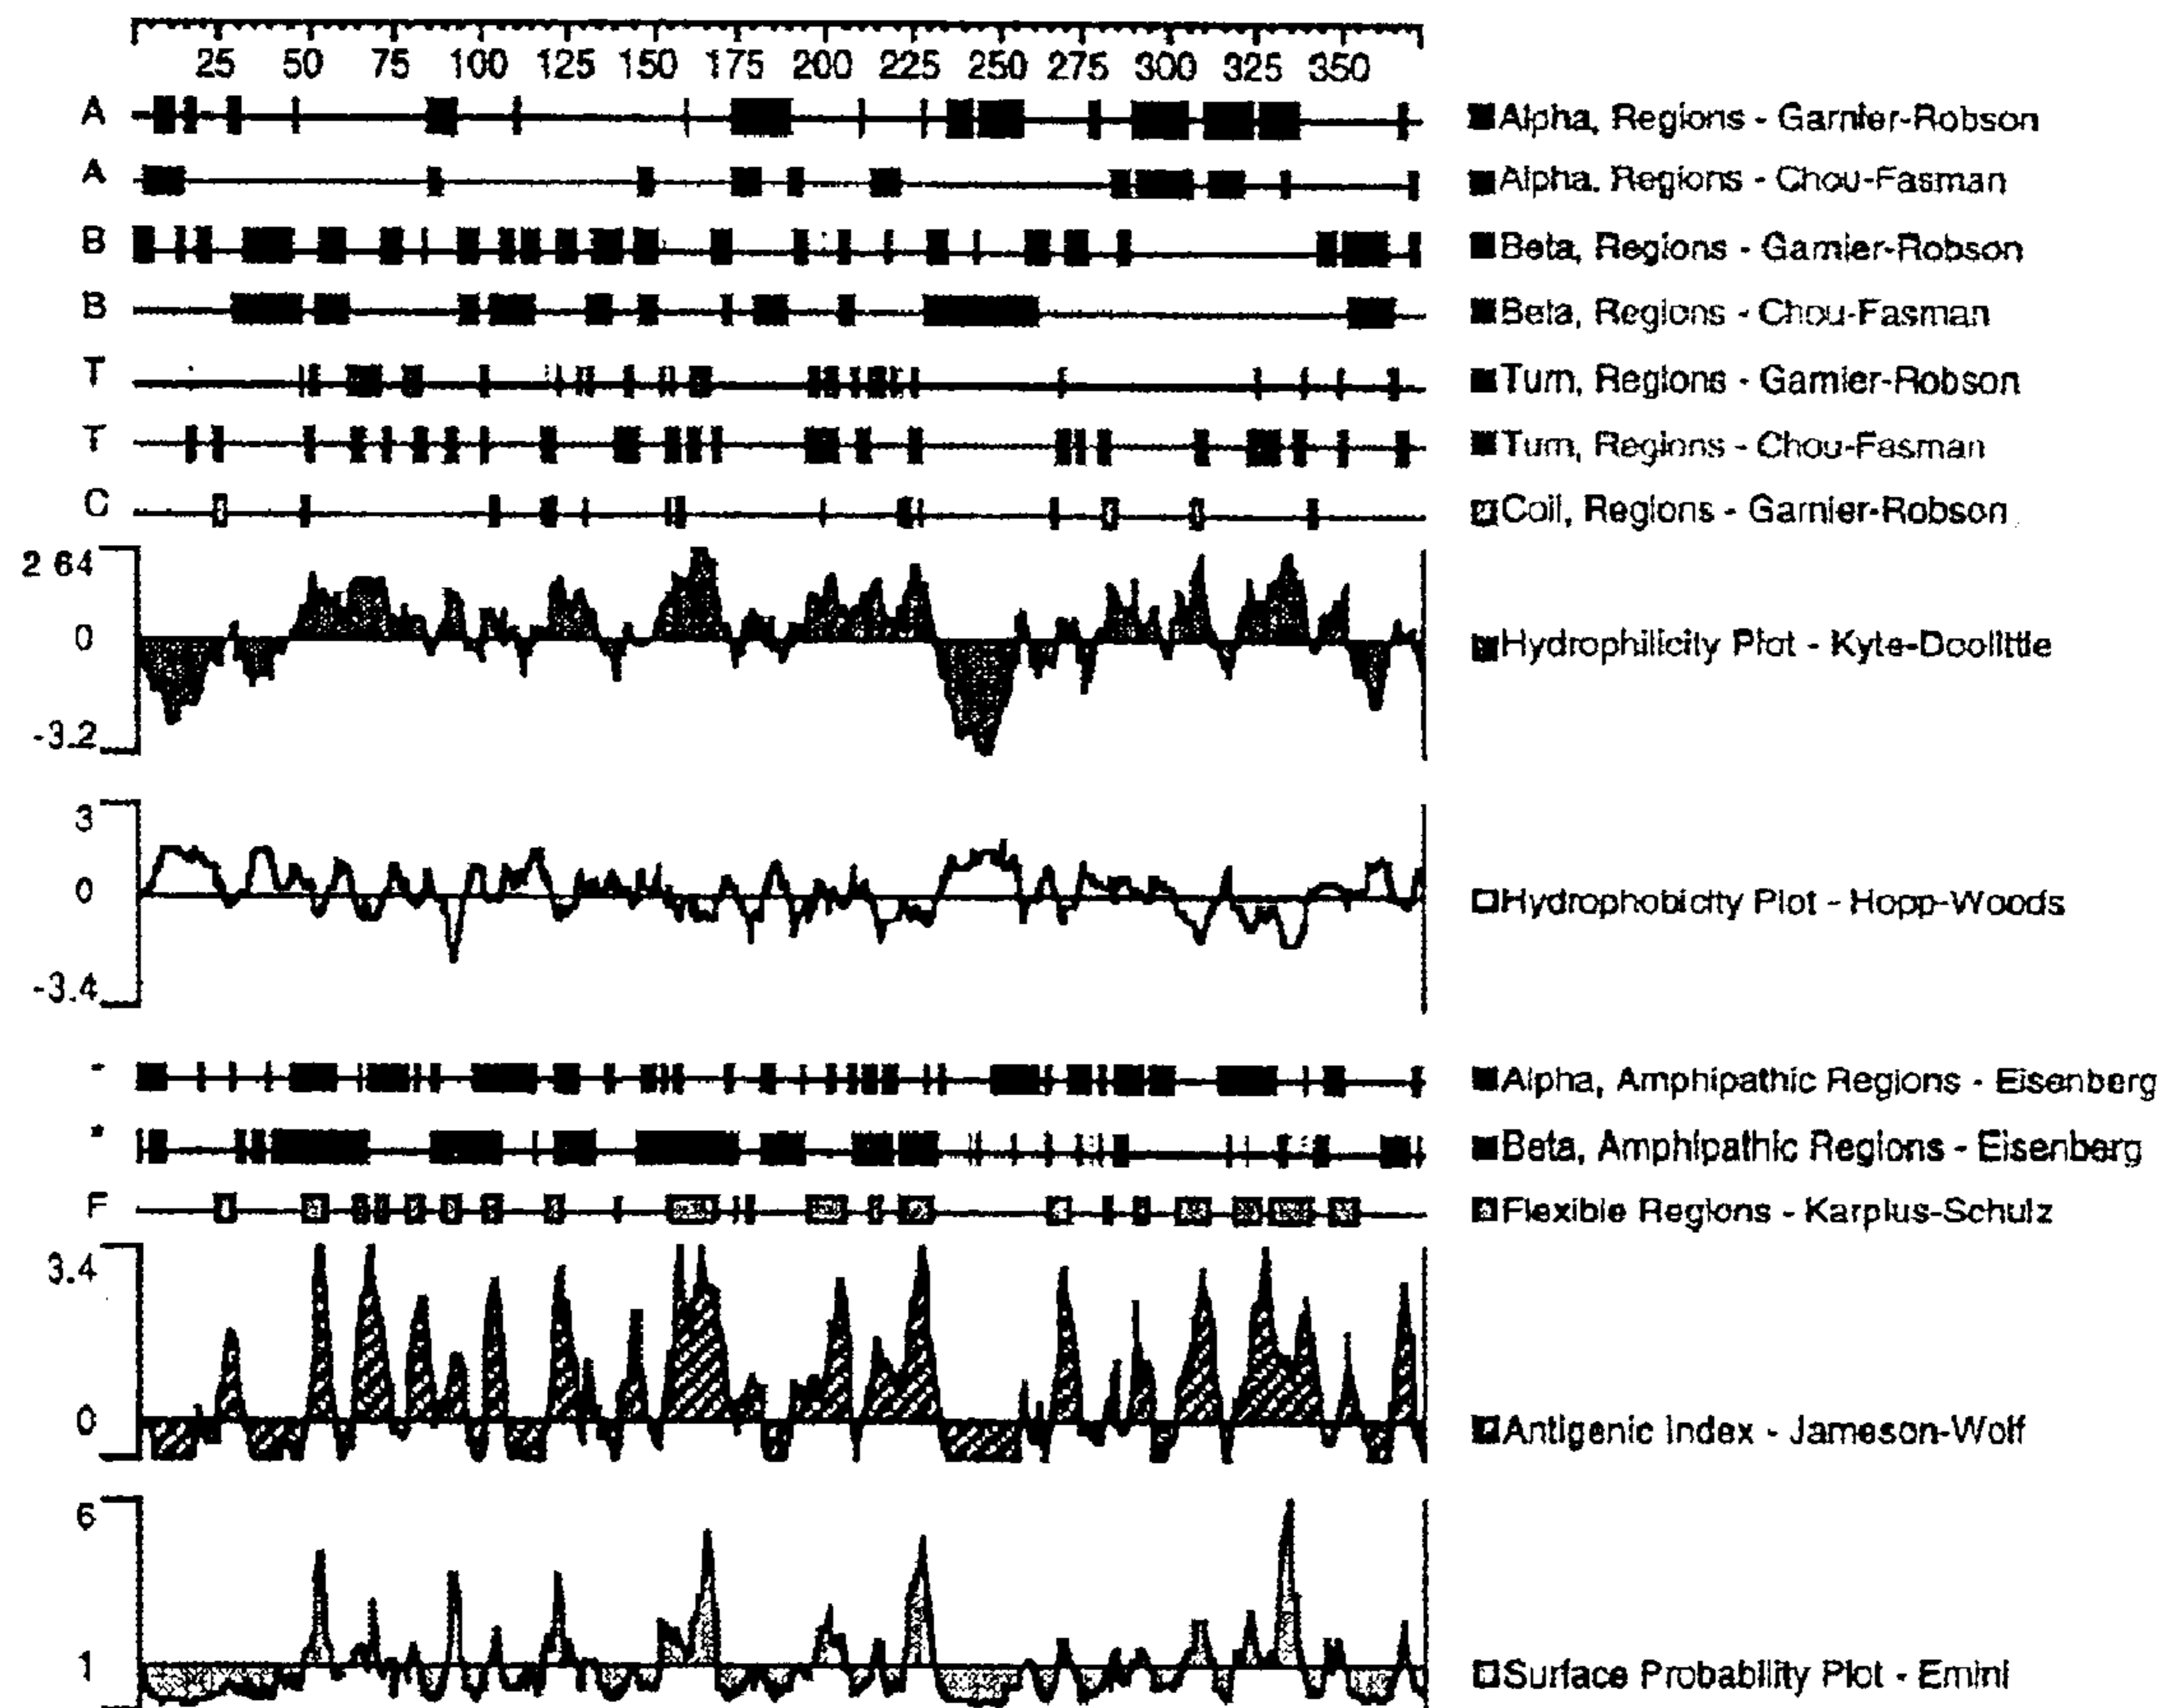 25 50 75 100 125 150 175 200 225 250 275 300 325 350
A Alpha, Regions - Garnier-Robson
A Alpha. Regions - Chou-Fasman
B Beta, Regions - Garnier-Robson
B Beta, Regions - Chou-Fasman
T Turn, Regions - Garnier-Robson
T Turn, Regions - Chou-Fasman
C Coil, Regions - Garnier-Robson
2 64
0 Hydrophilicity Plot - Kyte-Doolittle
-3.2
3
0 Hydrophobicity Plot - Hopp-Woods
-3.4
* Alpha, Amphipathic Regions - Eisenberg
* Beta, Amphipathic Regions - Eisenberg
F Flexible Regions - Karplus-Schulz
3.4
0 Antigenic Index - Jameson-Wolf
6
1 Surface Probability Plot - Emini